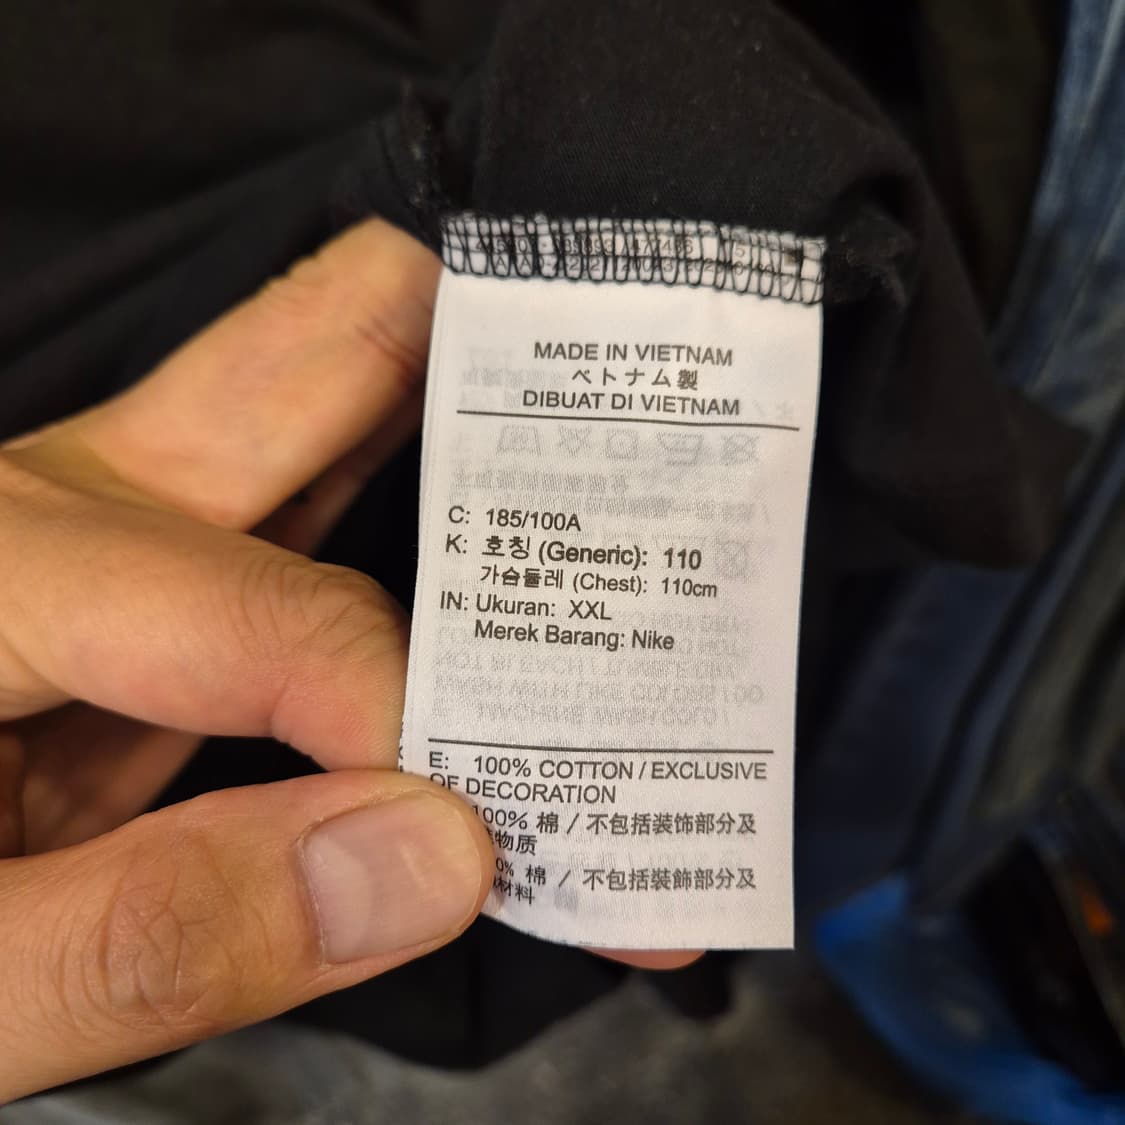 MADE IN VIETNAM
ベトナム製
DIBUAT DI VIETNAM
C: 185/100A
K: 호칭 (Generic): 110
가슴둘레 (Chest): 110cm
IN: Ukuran: XXL
Merek Barang: Nike
E: 100% COTTON / EXCLUSIVE
OF DECORATION
100% 棉 / 不包括装饰部分及
物质
0% 棉 / 不包括裝飾部分及
材料